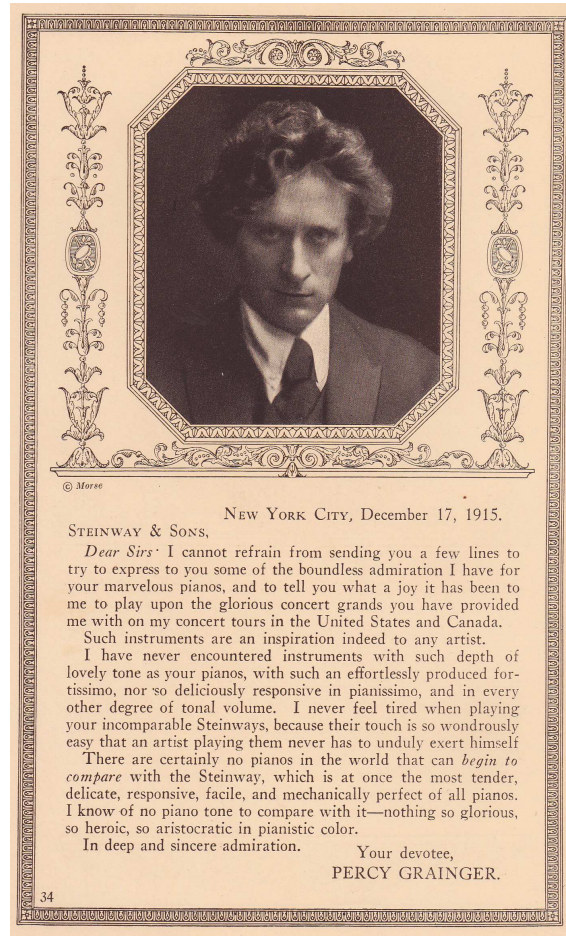 © Morse
NEW YORK CITY, December 17, 1915.
STEINWAY & SONS,
Dear Sirs· I cannot refrain from sending you a few lines to
try to express to you some of the boundless admiration I have for
your marvelous pianos, and to tell you what a joy it has been to
me to play upon the glorious concert grands you have provided
me with on my concert tours in the United States and Canada.
Such instruments are an inspiration indeed to any artist.
I have never encountered instruments with such depth of
lovely tone as your pianos, with such an effortlessly produced for-
tissimo, nor so deliciously responsive in pianissimo, and in every
other degree of tonal volume. I never feel tired when playing
your incomparable Steinways, because their touch is so wondrously
easy that an artist playing them never has to unduly exert himself
There are certainly no pianos in the world that can begin to
compare with the Steinway, which is at once the most tender,
delicate, responsive, facile, and mechanically perfect of all pianos.
I know of no piano tone to compare with it—nothing so glorious,
so heroic, so aristocratic in pianistic color.
In deep and sincere admiration.
Your devotee,
PERCY GRAINGER.
34